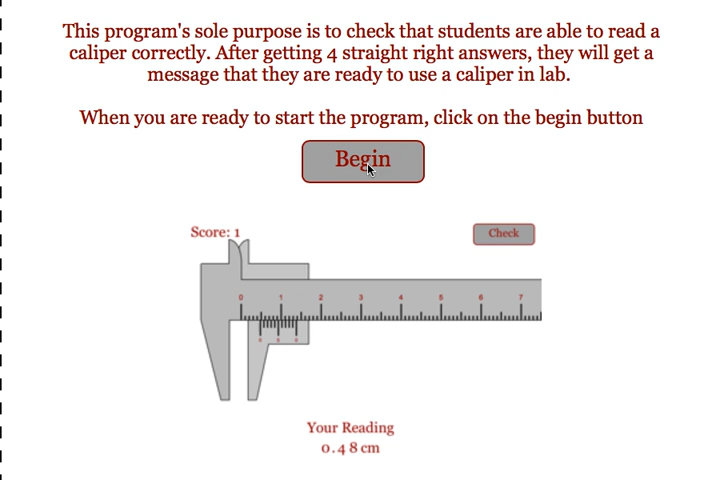 This program's sole purpose is to check that students are able to read a
caliper correctly. After getting 4 straight right answers, they will get a
message that they are ready to use a caliper in lab.
When you are ready to start the program, click on the begin button
Begin
Score: 1
Check
0 1 2 3 4 5 6 7
Your Reading
0.48 cm